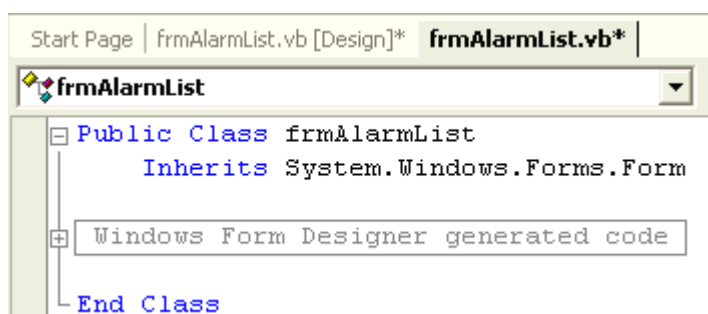 Start Page frmAlarmList.vb [Design]* frmAlarmList.vb*
frmAlarmList
Public Class frmAlarmList
Inherits System.Windows.Forms.Form
Windows Form Designer generated code
End Class